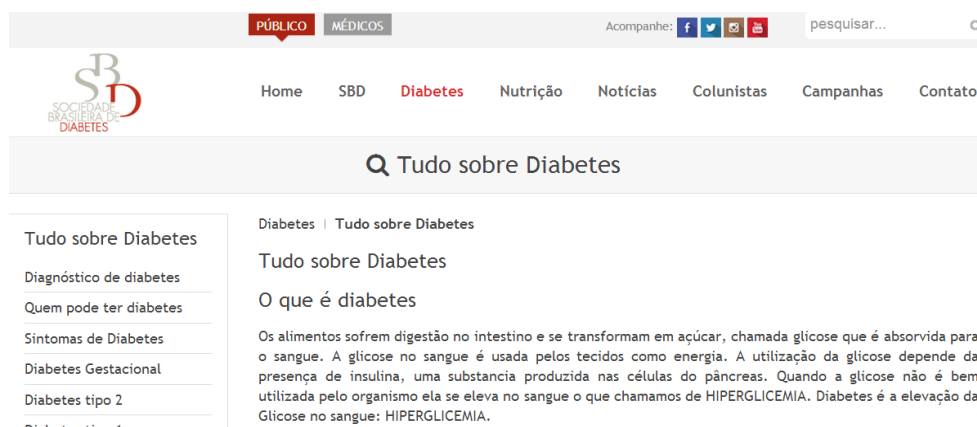 PÚBLICO MÉDICOS Acompanhe: pesquisar...
SBD
SOCIEDADE
BRASILEIRA DE
DIABETES
Home SBD Diabetes Nutrição Notícias Colunistas Campanhas Contato
Tudo sobre Diabetes
Tudo sobre Diabetes
Diagnóstico de diabetes
Quem pode ter diabetes
Sintomas de Diabetes
Diabetes Gestacional
Diabetes tipo 2
Diabetes | Tudo sobre Diabetes
Tudo sobre Diabetes
O que é diabetes
Os alimentos sofrem digestão no intestino e se transformam em açúcar, chamada glicose que é absorvida para
o sangue. A glicose no sangue é usada pelos tecidos como energia. A utilização da glicose depende da
presença de insulina, uma substancia produzida nas células do pâncreas. Quando a glicose não é bem
utilizada pelo organismo ela se eleva no sangue o que chamamos de HIPERGLICEMIA. Diabetes é a elevação da
Glicose no sangue: HIPERGLICEMIA.